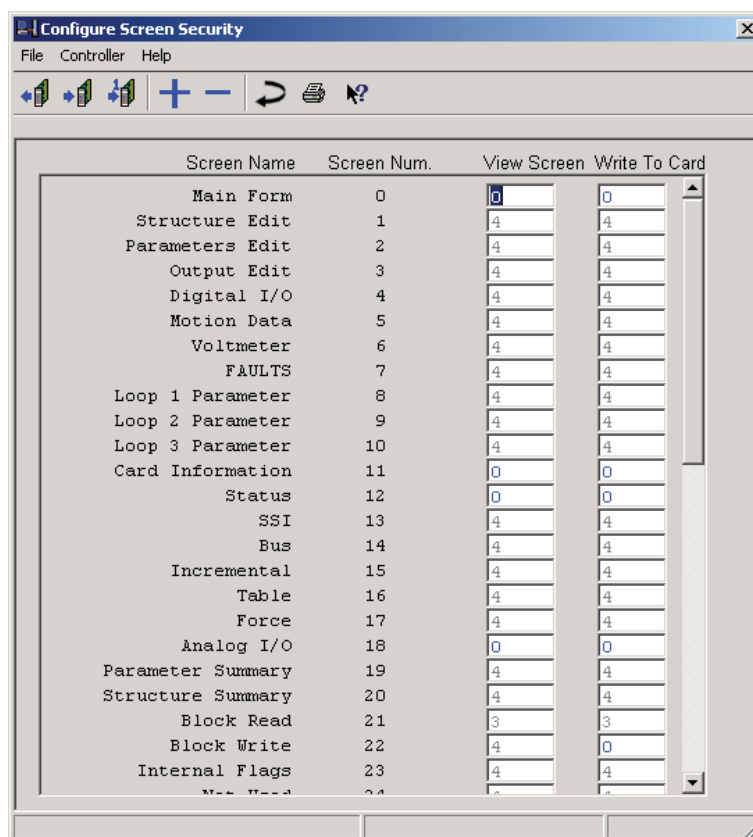 Configure Screen Security
File Controller Help
Screen Name Screen Num. View Screen Write To Card
Main Form 0 0 0
Structure Edit 1 4 4
Parameters Edit 2 4 4
Output Edit 3 4 4
Digital I/O 4 4 4
Motion Data 5 4 4
Voltmeter 6 4 4
FAULTS 7 4 4
Loop 1 Parameter 8 4 4
Loop 2 Parameter 9 4 4
Loop 3 Parameter 10 4 4
Card Information 11 0 0
Status 12 0 0
SSI 13 4 4
Bus 14 4 4
Incremental 15 4 4
Table 16 4 4
Force 17 4 4
Analog I/O 18 0 0
Parameter Summary 19 4 4
Structure Summary 20 4 4
Block Read 21 3 3
Block Write 22 4 0
Internal Flags 23 4 4
Not Used 24 4 4